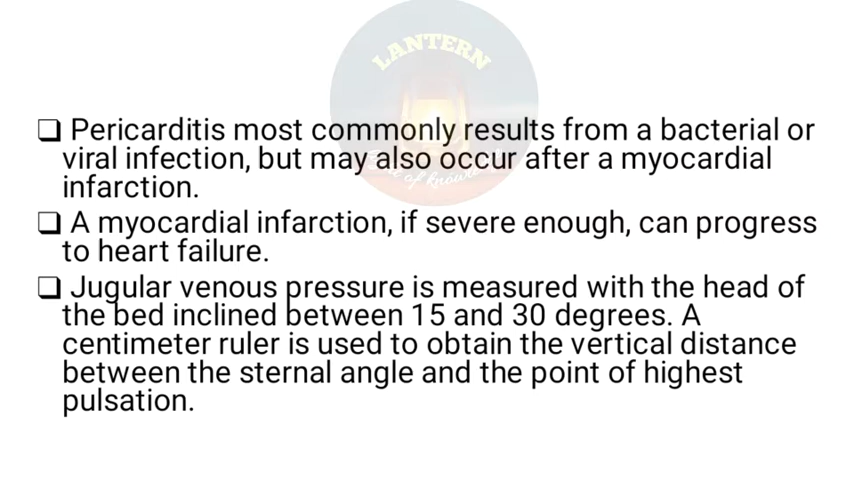 LANTERN
❑ Pericarditis most commonly results from a bacterial or
viral infection, but may also occur after a myocardial
infarction.
❑ A myocardial infarction, if severe enough, can progress
to heart failure.
❑ Jugular venous pressure is measured with the head of
the bed inclined between 15 and 30 degrees. A
centimeter ruler is used to obtain the vertical distance
between the sternal angle and the point of highest
pulsation.